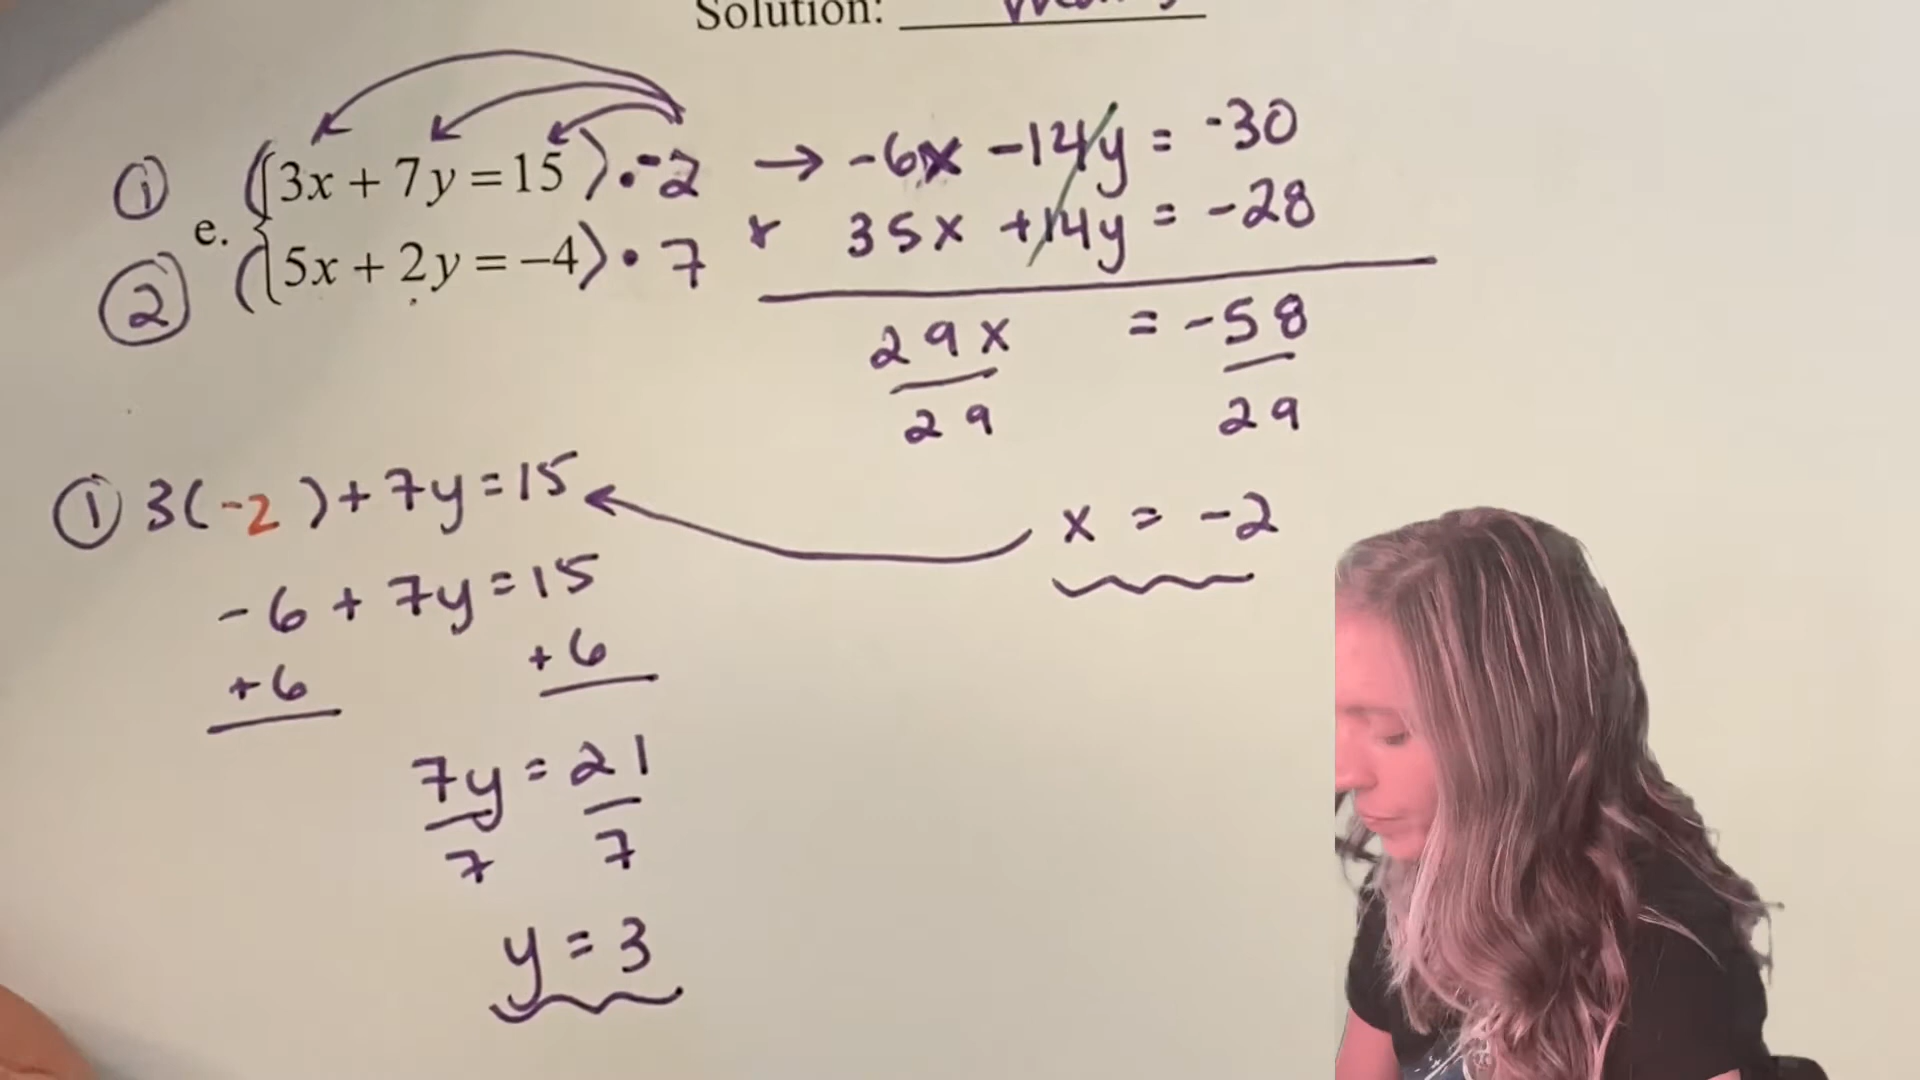 Solution:
① (3x + 7y = 15) · -2 → -6x -14y = -30
e.
② (5x + 2y = −4) · 7 + 35x +14y = -28
29x = -58
29 29
x = -2
① 3(-2) + 7y = 15
-6 + 7y = 15
+6 +6
7y = 21
7 7
y = 3